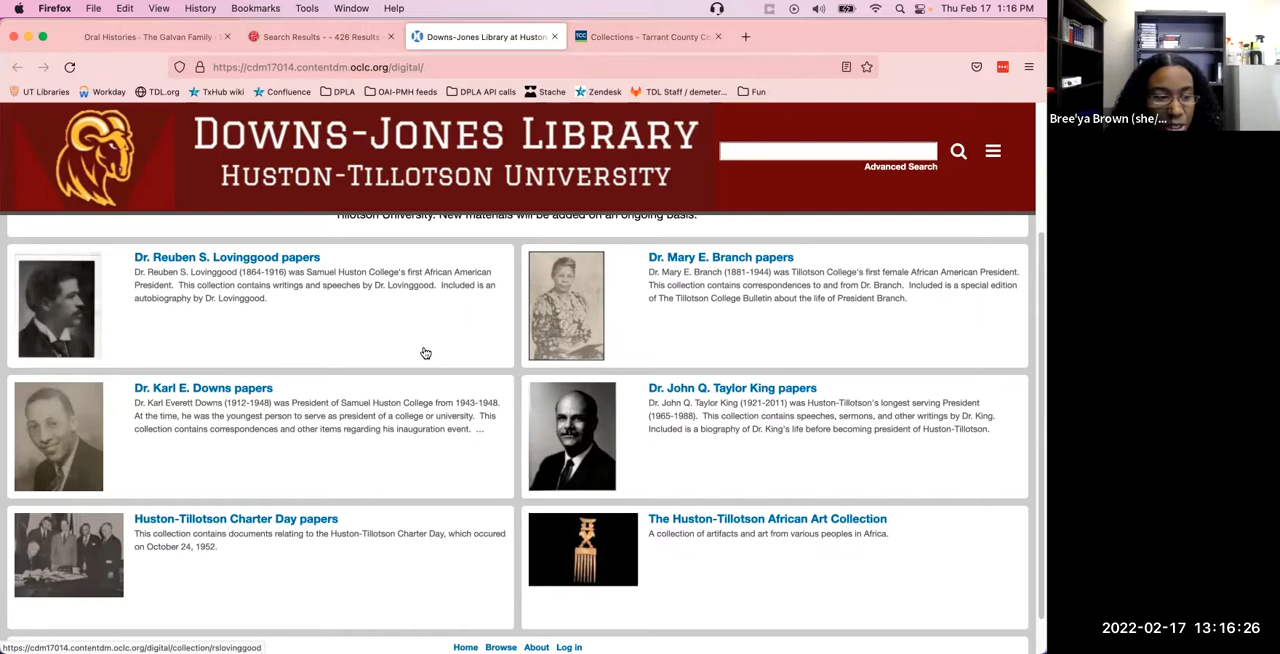 Firefox File Edit View History Bookmarks Tools Window Help Thu Feb 17 1:16 PM
Oral Histories - The Galvan Family - Search Results - - 426 Results Downs-Jones Library at Huston Collections - Tarrant County Co
https://cdm17014.contentdm.oclc.org/digital/
UT Libraries Workday TDL.org TxHub wiki Confluence DPLA OAI-PMH feeds DPLA API calls Stache Zendesk TDL Staff / demeter... Fun
Bree'ya Brown (she/...
DOWNS-JONES LIBRARY
HUSTON-TILLOTSON UNIVERSITY
Advanced Search
Tillotson University. New materials will be added on an ongoing basis.
Dr. Reuben S. Lovinggood papers
Dr. Reuben S. Lovinggood (1864-1916) was Samuel Huston College's first African American
President. This collection contains writings and speeches by Dr. Lovinggood. Included is an
autobiography by Dr. Lovinggood.
Dr. Mary E. Branch papers
Dr. Mary E. Branch (1881-1944) was Tillotson College's first female African American President.
This collection contains correspondences to and from Dr. Branch. Included is a special edition
of The Tillotson College Bulletin about the life of President Branch.
Dr. Karl E. Downs papers
Dr. Karl Everett Downs (1912-1948) was President of Samuel Huston College from 1943-1948.
At the time, he was the youngest person to serve as president of a college or university. This
collection contains correspondences and other items regarding his inauguration event. ...
Dr. John Q. Taylor King papers
Dr. John Q. Taylor King (1921-2011) was Huston-Tillotson's longest serving President
(1965-1988). This collection contains speeches, sermons, and other writings by Dr. King.
Included is a biography of Dr. King's life before becoming president of Huston-Tillotson.
Huston-Tillotson Charter Day papers
This collection contains documents relating to the Huston-Tillotson Charter Day, which occured
on October 24, 1952.
The Huston-Tillotson African Art Collection
A collection of artifacts and art from various peoples in Africa.
Home Browse About Log in
https://cdm17014.contentdm.oclc.org/digital/collection/rslovinggood
2022-02-17 13:16:26